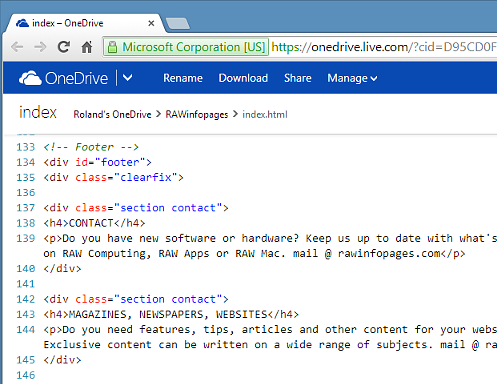 index – OneDrive
Microsoft Corporation [US] https://onedrive.live.com/?cid=D95CD0F
OneDrive Rename Download Share Manage
index Roland's OneDrive > RAWinfopages > index.html
133 <!-- Footer -->
134 <div id="footer">
135 <div class="clearfix">
136
137 <div class="section contact">
138 <h4>CONTACT</h4>
139 <p>Do you have new software or hardware? Keep us up to date with what's
on RAW Computing, RAW Apps or RAW Mac. mail @ rawinfopages.com</p>
140 </div>
141
142 <div class="section contact">
143 <h4>MAGAZINES, NEWSPAPERS, WEBSITES</h4>
144 <p>Do you need features, tips, articles and other content for your webs
Exclusive content can be written on a wide range of subjects. mail @ ra
145 </div>
146